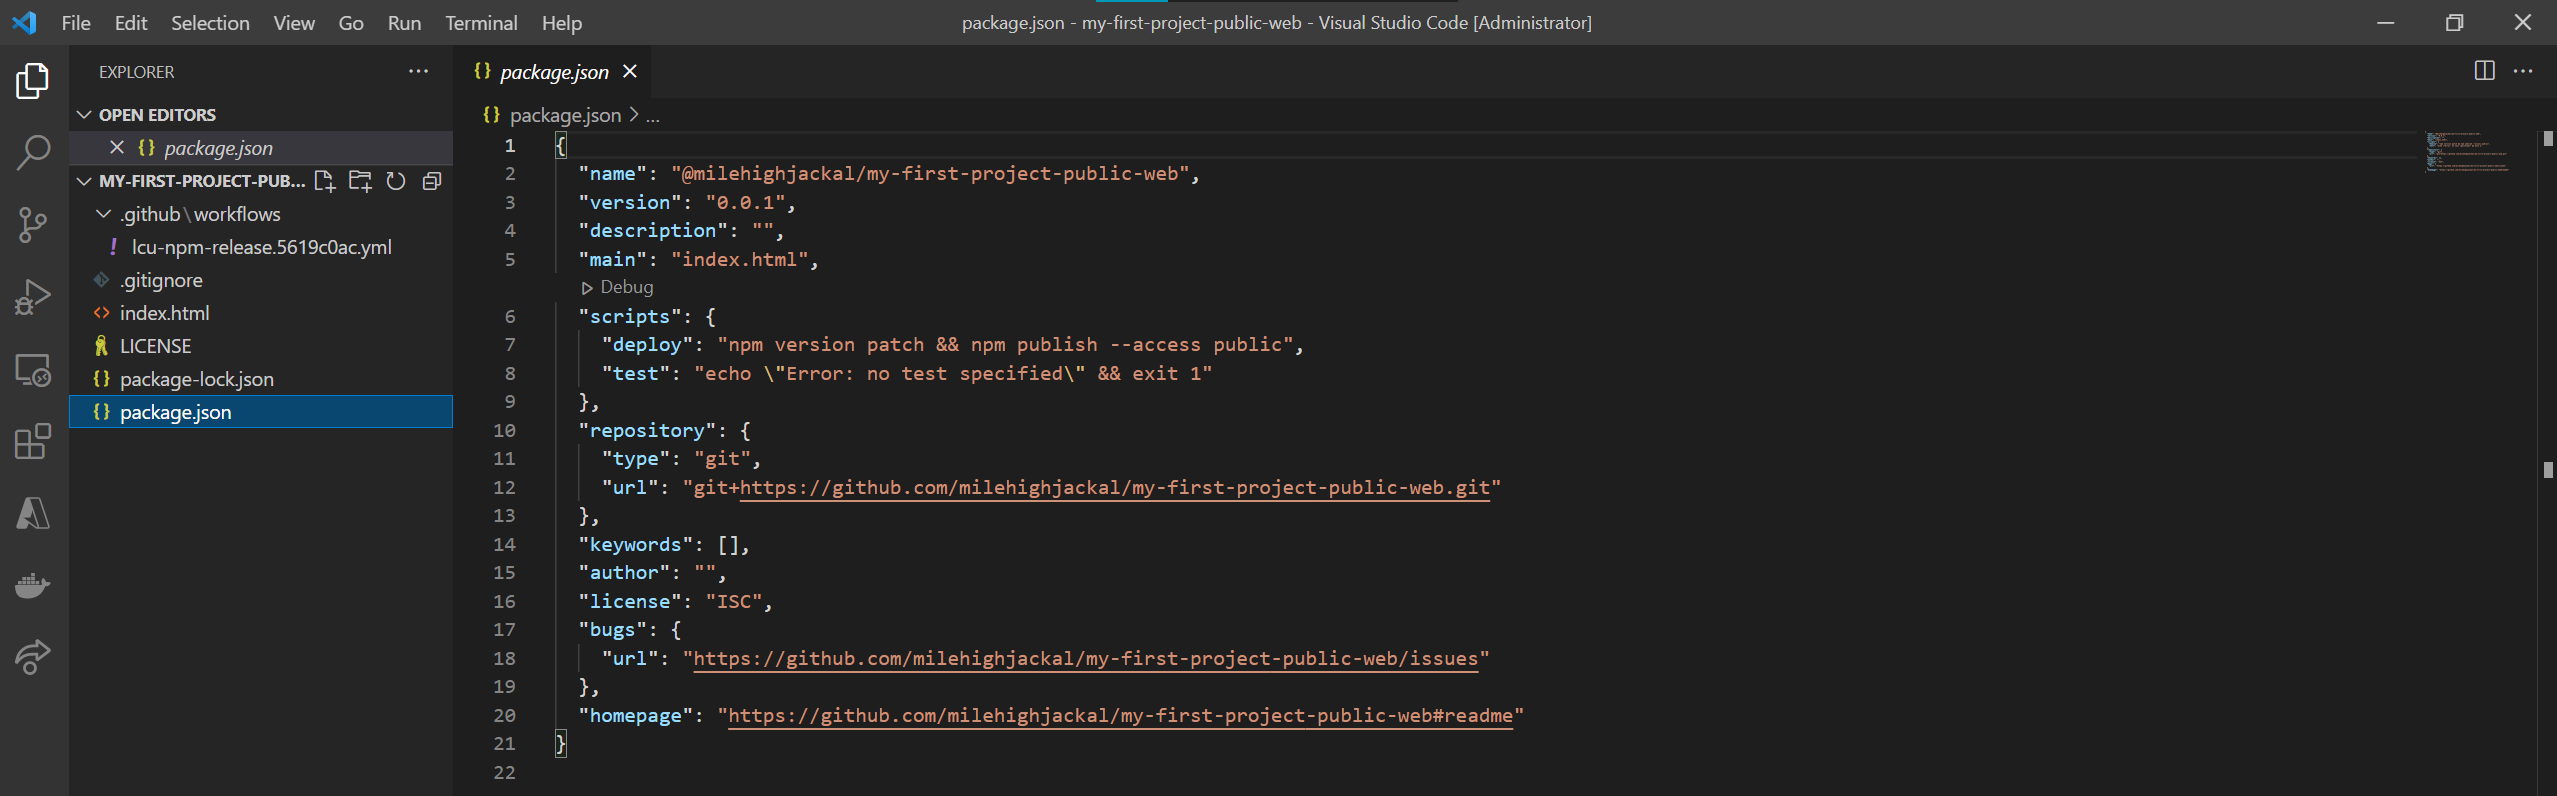 File Edit Selection View Go Run Terminal Help
package.json - my-first-project-public-web - Visual Studio Code [Administrator]
EXPLORER
OPEN EDITORS
package.json
MY-FIRST-PROJECT-PUB...
.github\workflows
lcu-npm-release.5619c0ac.yml
.gitignore
index.html
LICENSE
package-lock.json
package.json
package.json
package.json > ...
1 {
2 "name": "@milehighjackal/my-first-project-public-web",
3 "version": "0.0.1",
4 "description": "",
5 "main": "index.html",
Debug
6 "scripts": {
7 "deploy": "npm version patch && npm publish --access public",
8 "test": "echo \"Error: no test specified\" && exit 1"
9 },
10 "repository": {
11 "type": "git",
12 "url": "git+https://github.com/milehighjackal/my-first-project-public-web.git"
13 },
14 "keywords": [],
15 "author": "",
16 "license": "ISC",
17 "bugs": {
18 "url": "https://github.com/milehighjackal/my-first-project-public-web/issues"
19 },
20 "homepage": "https://github.com/milehighjackal/my-first-project-public-web#readme"
21 }
22